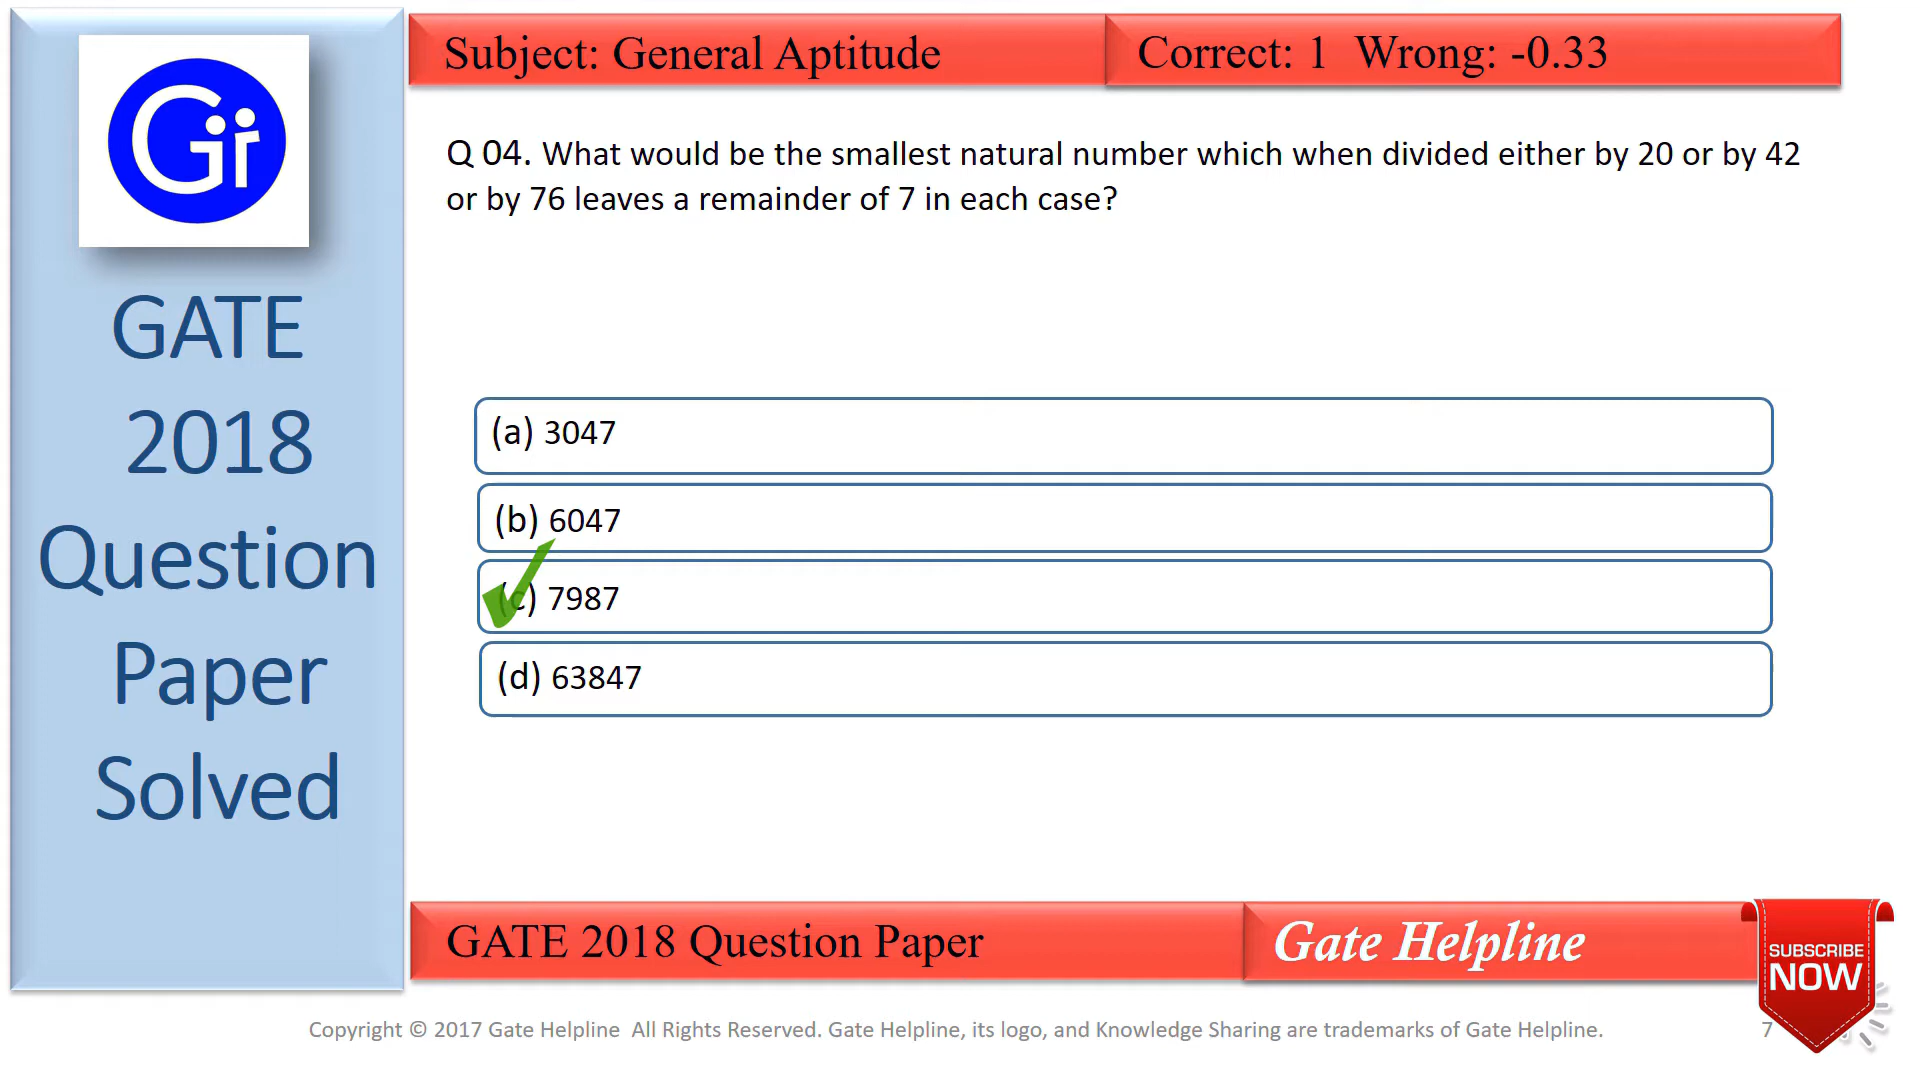 Gr
GATE
2018
Question
Paper
Solved
Subject: General Aptitude
Correct: 1 Wrong: -0.33
Q 04. What would be the smallest natural number which when divided either by 20 or by 42
or by 76 leaves a remainder of 7 in each case?
(a) 3047
(b) 6047
(c) 7987
(d) 63847
GATE 2018 Question Paper
Gate Helpline
SUBSCRIBE
NOW
Copyright © 2017 Gate Helpline All Rights Reserved. Gate Helpline, its logo, and Knowledge Sharing are trademarks of Gate Helpline.
7